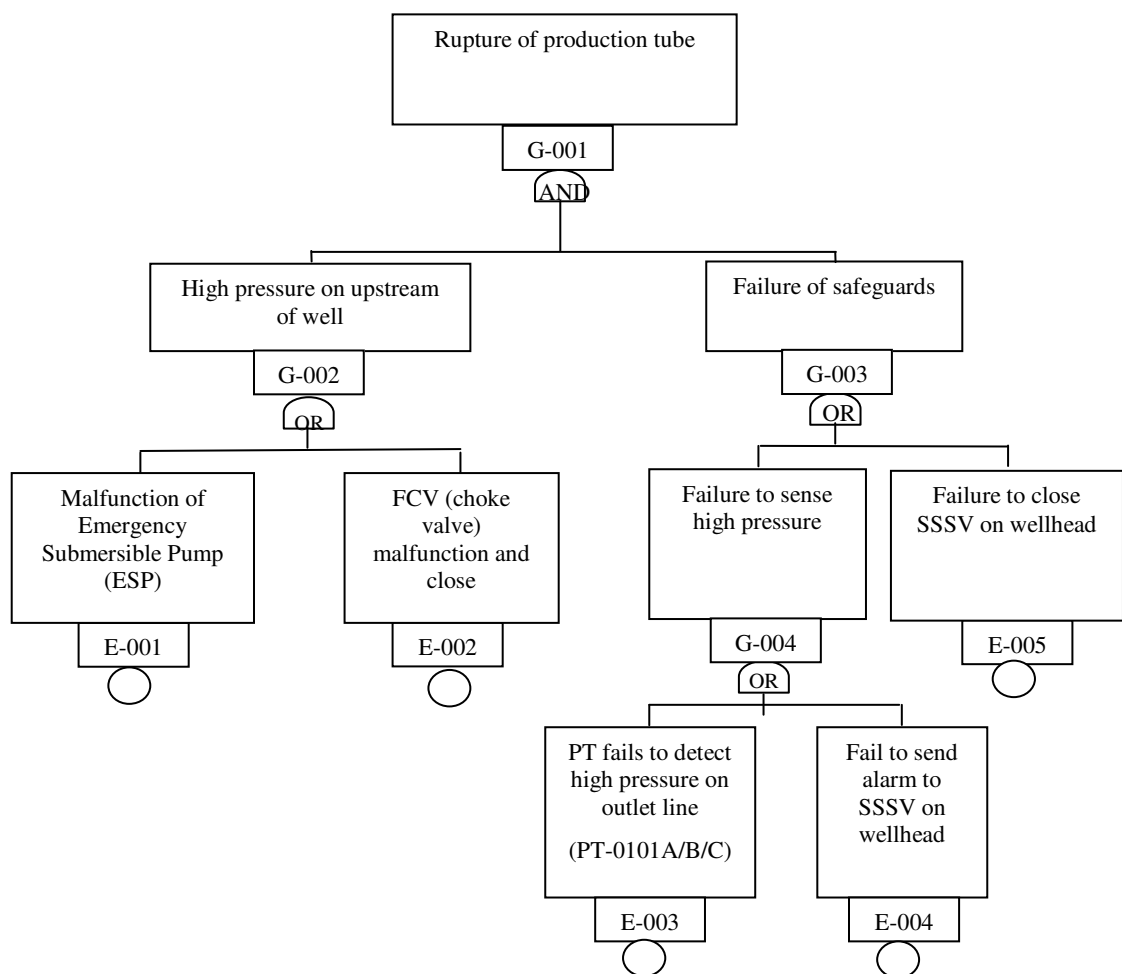 Rupture of production tube
G-001
AND
High pressure on upstream
of well
G-002
OR
Failure of safeguards
G-003
OR
Malfunction of
Emergency
Submersible Pump
(ESP)
E-001
FCV (choke
valve)
malfunction and
close
E-002
Failure to sense
high pressure
G-004
OR
Failure to close
SSSV on wellhead
E-005
PT fails to detect
high pressure on
outlet line
(PT-0101A/B/C)
E-003
Fail to send
alarm to
SSSV on
wellhead
E-004